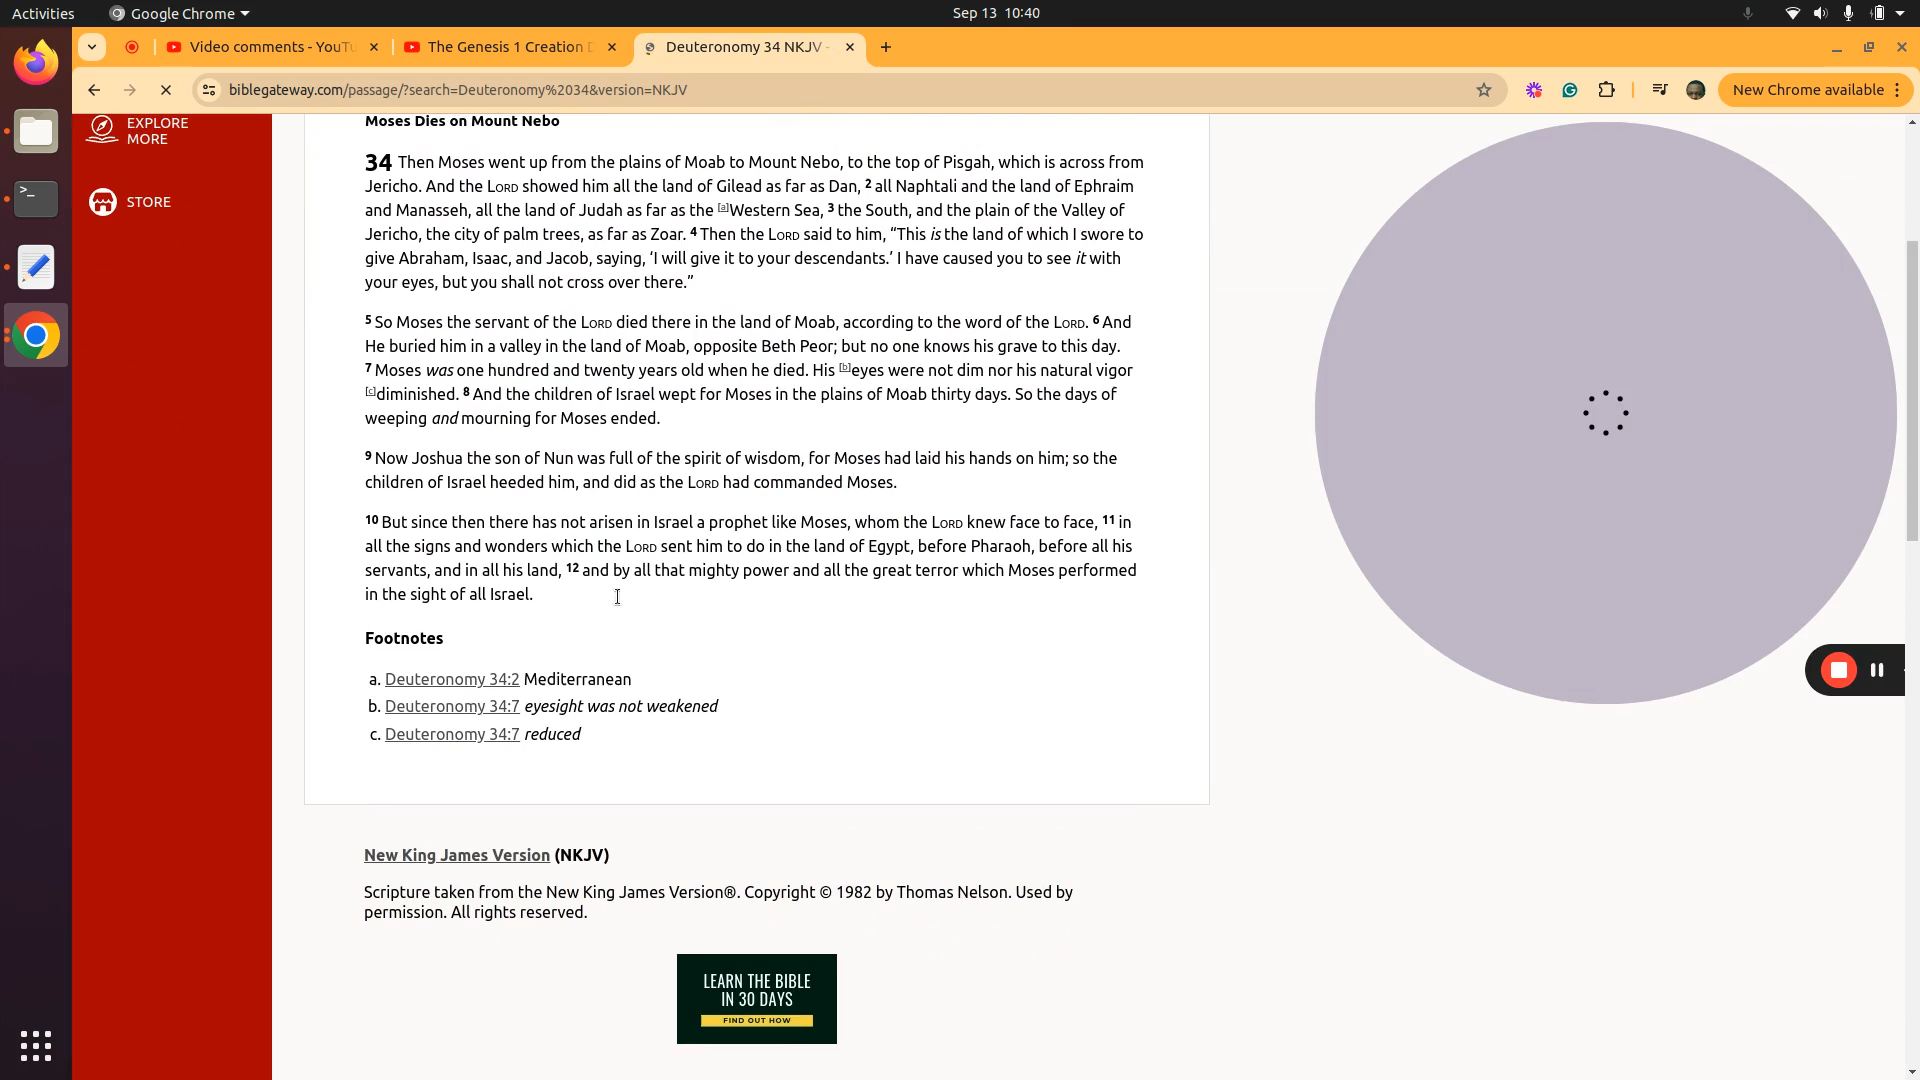 Activities
Google Chrome
Sep 13 10:40
Video comments - YouTu
The Genesis 1 Creation
Deuteronomy 34 NKJV -
biblegateway.com/passage/?search=Deuteronomy%2034&version=NKJV
New Chrome available
EXPLORE
MORE
STORE
Moses Dies on Mount Nebo
34 Then Moses went up from the plains of Moab to Mount Nebo, to the top of Pisgah, which is across from
Jericho. And the LORD showed him all the land of Gilead as far as Dan, 2 all Naphtali and the land of Ephraim
and Manasseh, all the land of Judah as far as the [a]Western Sea, 3 the South, and the plain of the Valley of
Jericho, the city of palm trees, as far as Zoar. 4 Then the LORD said to him, “This is the land of which I swore to
give Abraham, Isaac, and Jacob, saying, ‘I will give it to your descendants.’ I have caused you to see it with
your eyes, but you shall not cross over there.”
5 So Moses the servant of the LORD died there in the land of Moab, according to the word of the LORD. 6 And
He buried him in a valley in the land of Moab, opposite Beth Peor; but no one knows his grave to this day.
7 Moses was one hundred and twenty years old when he died. His [b]eyes were not dim nor his natural vigor
[c]diminished. 8 And the children of Israel wept for Moses in the plains of Moab thirty days. So the days of
weeping and mourning for Moses ended.
9 Now Joshua the son of Nun was full of the spirit of wisdom, for Moses had laid his hands on him; so the
children of Israel heeded him, and did as the LORD had commanded Moses.
10 But since then there has not arisen in Israel a prophet like Moses, whom the LORD knew face to face, 11 in
all the signs and wonders which the LORD sent him to do in the land of Egypt, before Pharaoh, before all his
servants, and in all his land, 12 and by all that mighty power and all the great terror which Moses performed
in the sight of all Israel.
Footnotes
a. Deuteronomy 34:2 Mediterranean
b. Deuteronomy 34:7 eyesight was not weakened
c. Deuteronomy 34:7 reduced
New King James Version (NKJV)
Scripture taken from the New King James Version®. Copyright © 1982 by Thomas Nelson. Used by
permission. All rights reserved.
LEARN THE BIBLE
IN 30 DAYS
FIND OUT HOW